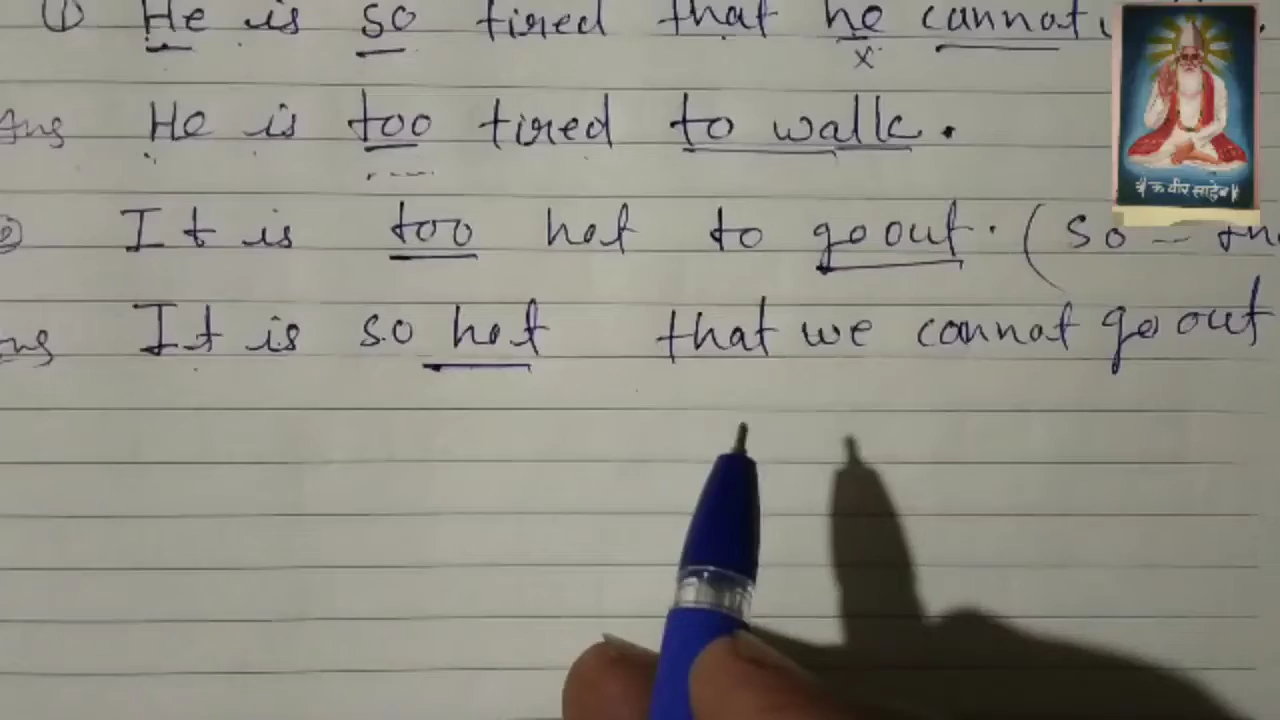 ① He is so tired that he cannot
x
Ans He is too tired to walk.
② It is too hot to go out. (so -- tha
Ans It is so hot that we cannot go out